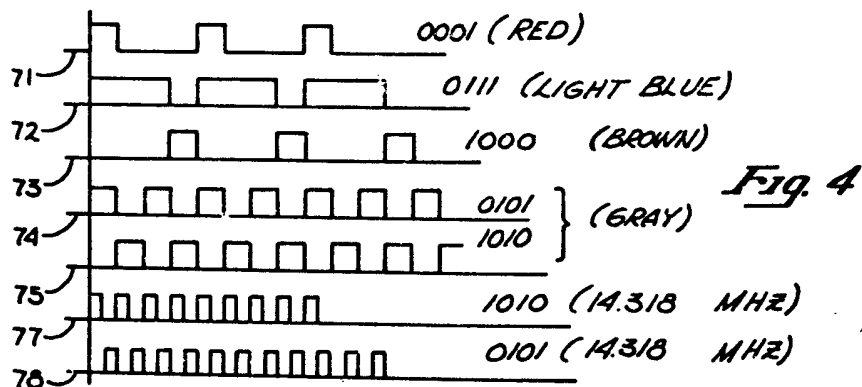 71 0001 (RED)
72 0111 (LIGHT BLUE)
73 1000 (BROWN)
74 0101
75 1010
} (GRAY)
77 1010 (14.318 MHZ)
78 0101 (14.318 MHZ)
Fig. 4